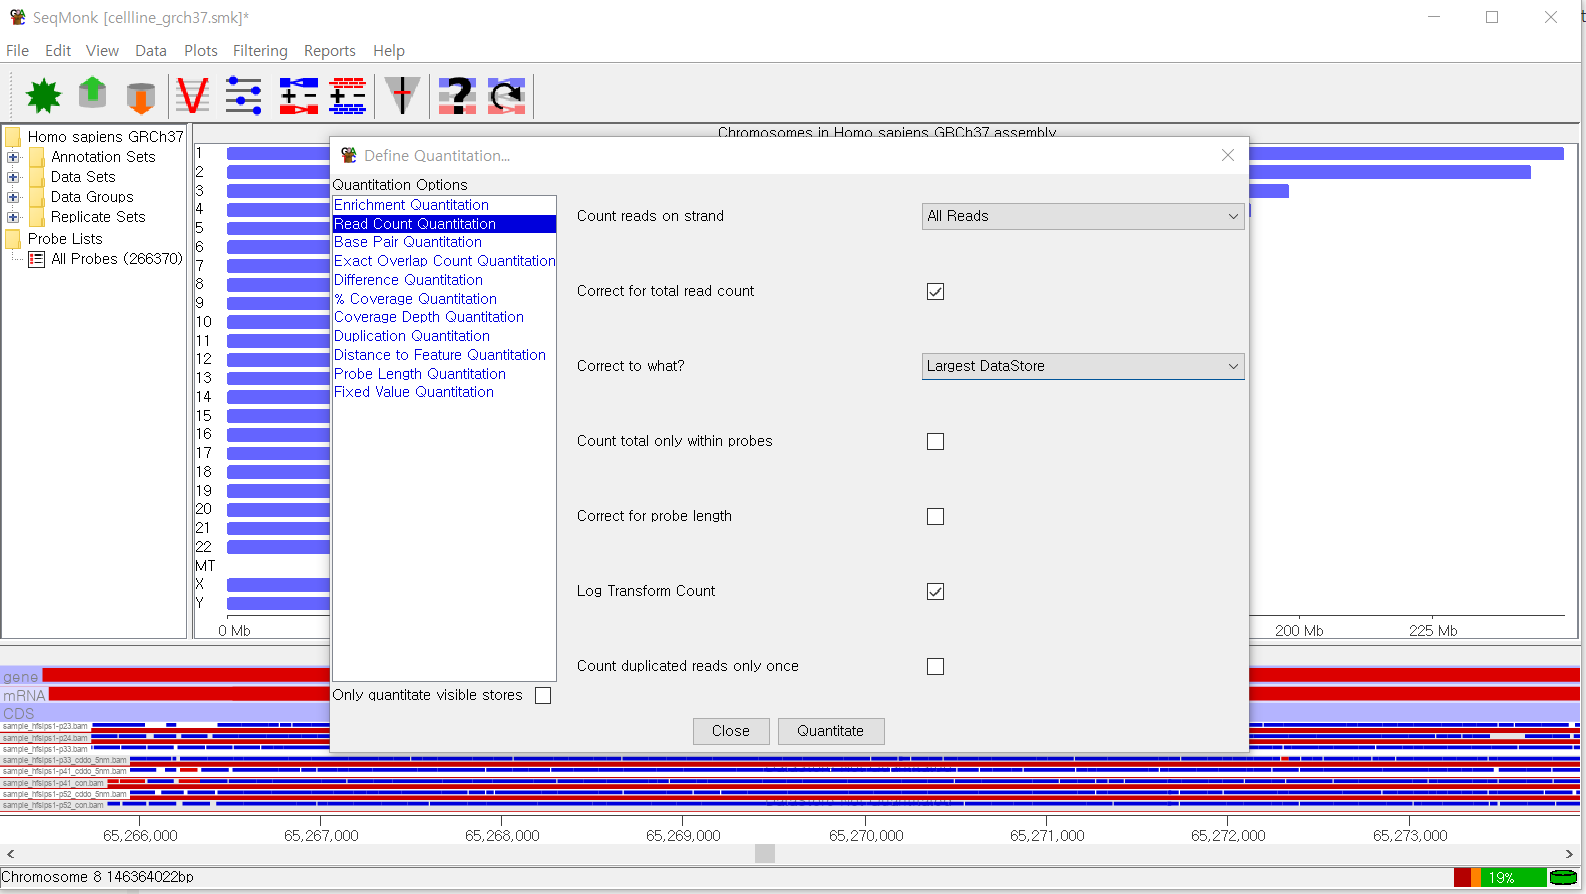 SeqMonk [cellline_grch37.smk]*
File Edit View Data Plots Filtering Reports Help
Homo sapiens GRCh37
Annotation Sets
Data Sets
Data Groups
Replicate Sets
Probe Lists
All Probes (266370)
Chromosomes in Homo sapiens GRCh37 assembly
1
2
3
4
5
6
7
8
9
10
11
12
13
14
15
16
17
18
19
20
21
22
MT
X
Y
0 Mb
200 Mb
225 Mb
Define Quantitation...
Quantitation Options
Enrichment Quantitation
Read Count Quantitation
Base Pair Quantitation
Exact Overlap Count Quantitation
Difference Quantitation
% Coverage Quantitation
Coverage Depth Quantitation
Duplication Quantitation
Distance to Feature Quantitation
Probe Length Quantitation
Fixed Value Quantitation
Only quantitate visible stores
Count reads on strand
All Reads
Correct for total read count
Correct to what?
Largest DataStore
Count total only within probes
Correct for probe length
Log Transform Count
Count duplicated reads only once
Close
Quantitate
gene
mRNA
CDS
sample_hfslps1-p23.bam
sample_hfslps1-p24.bam
sample_hfslps1-p33.bam
sample_hfslps1-p33_cddo_5nm.bam
sample_hfslps1-p41_cddo_5nm.bam
sample_hfslps1-p41_con.bam
sample_hfslps1-p52_cddo_5nm.bam
sample_hfslps1-p52_con.bam
65,266,000
65,267,000
65,268,000
65,269,000
65,270,000
65,271,000
65,272,000
65,273,000
Chromosome 8 146364022bp
19%